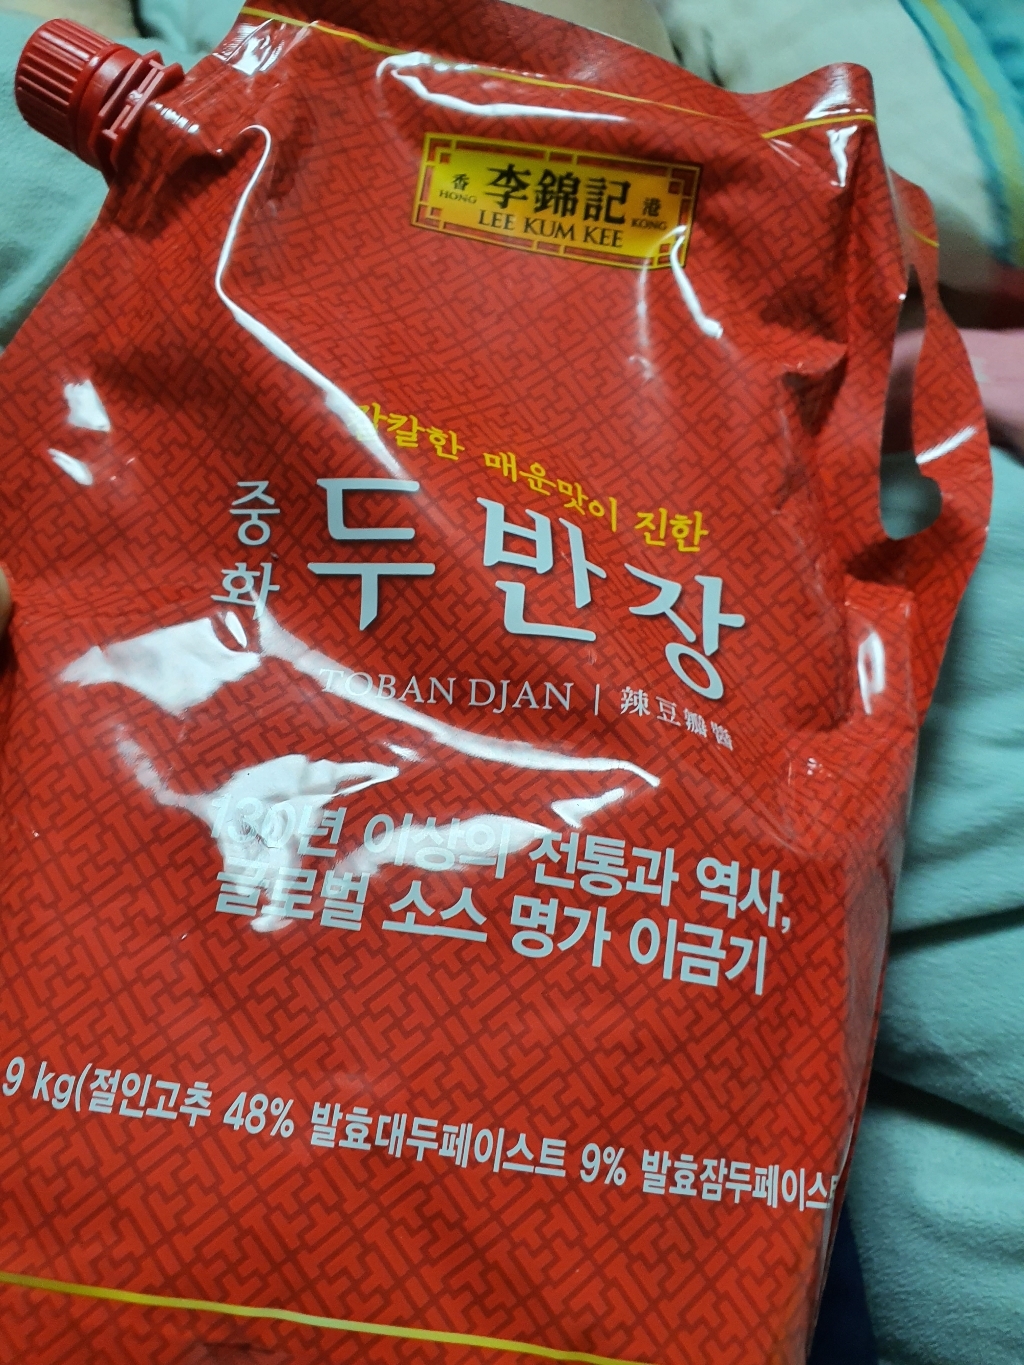 香港
HONG KONG
李錦記
LEE KUM KEE
칼칼한 매운맛이 진한
중화
두반장
TOBAN DJAN | 辣豆瓣醬
130년 이상의 전통과 역사,
글로벌 소스 명가 이금기
9 kg(절인고추 48% 발효대두페이스트 9% 발효잠두페이스